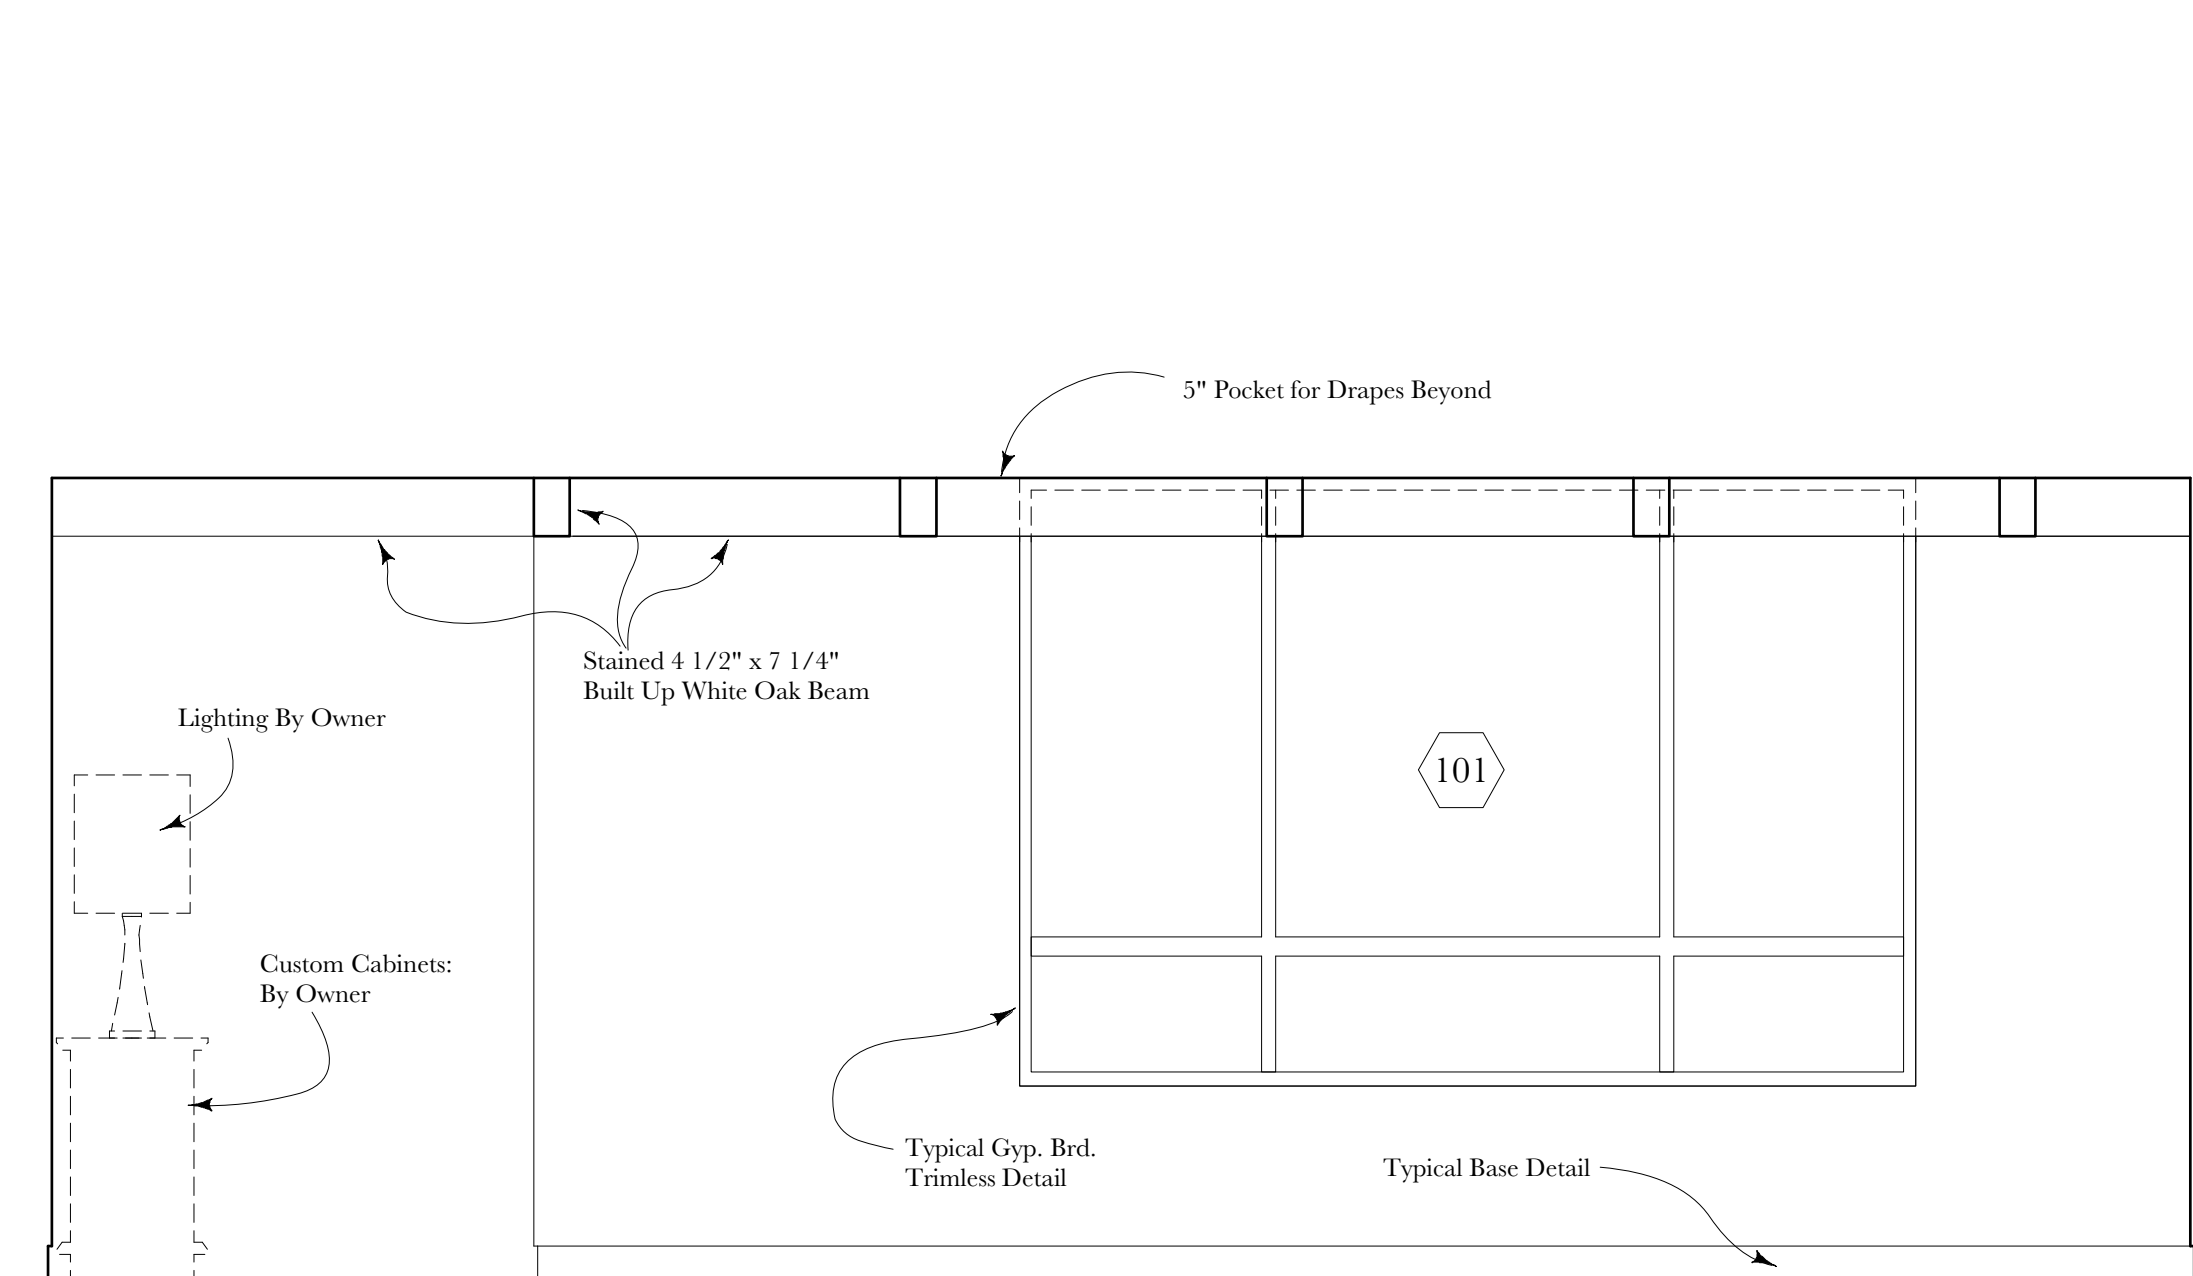 5" Pocket for Drapes Beyond
Stained 4 1/2" x 7 1/4"
Built Up White Oak Beam
Lighting By Owner
101
Custom Cabinets:
By Owner
Typical Gyp. Brd.
Trimless Detail
Typical Base Detail